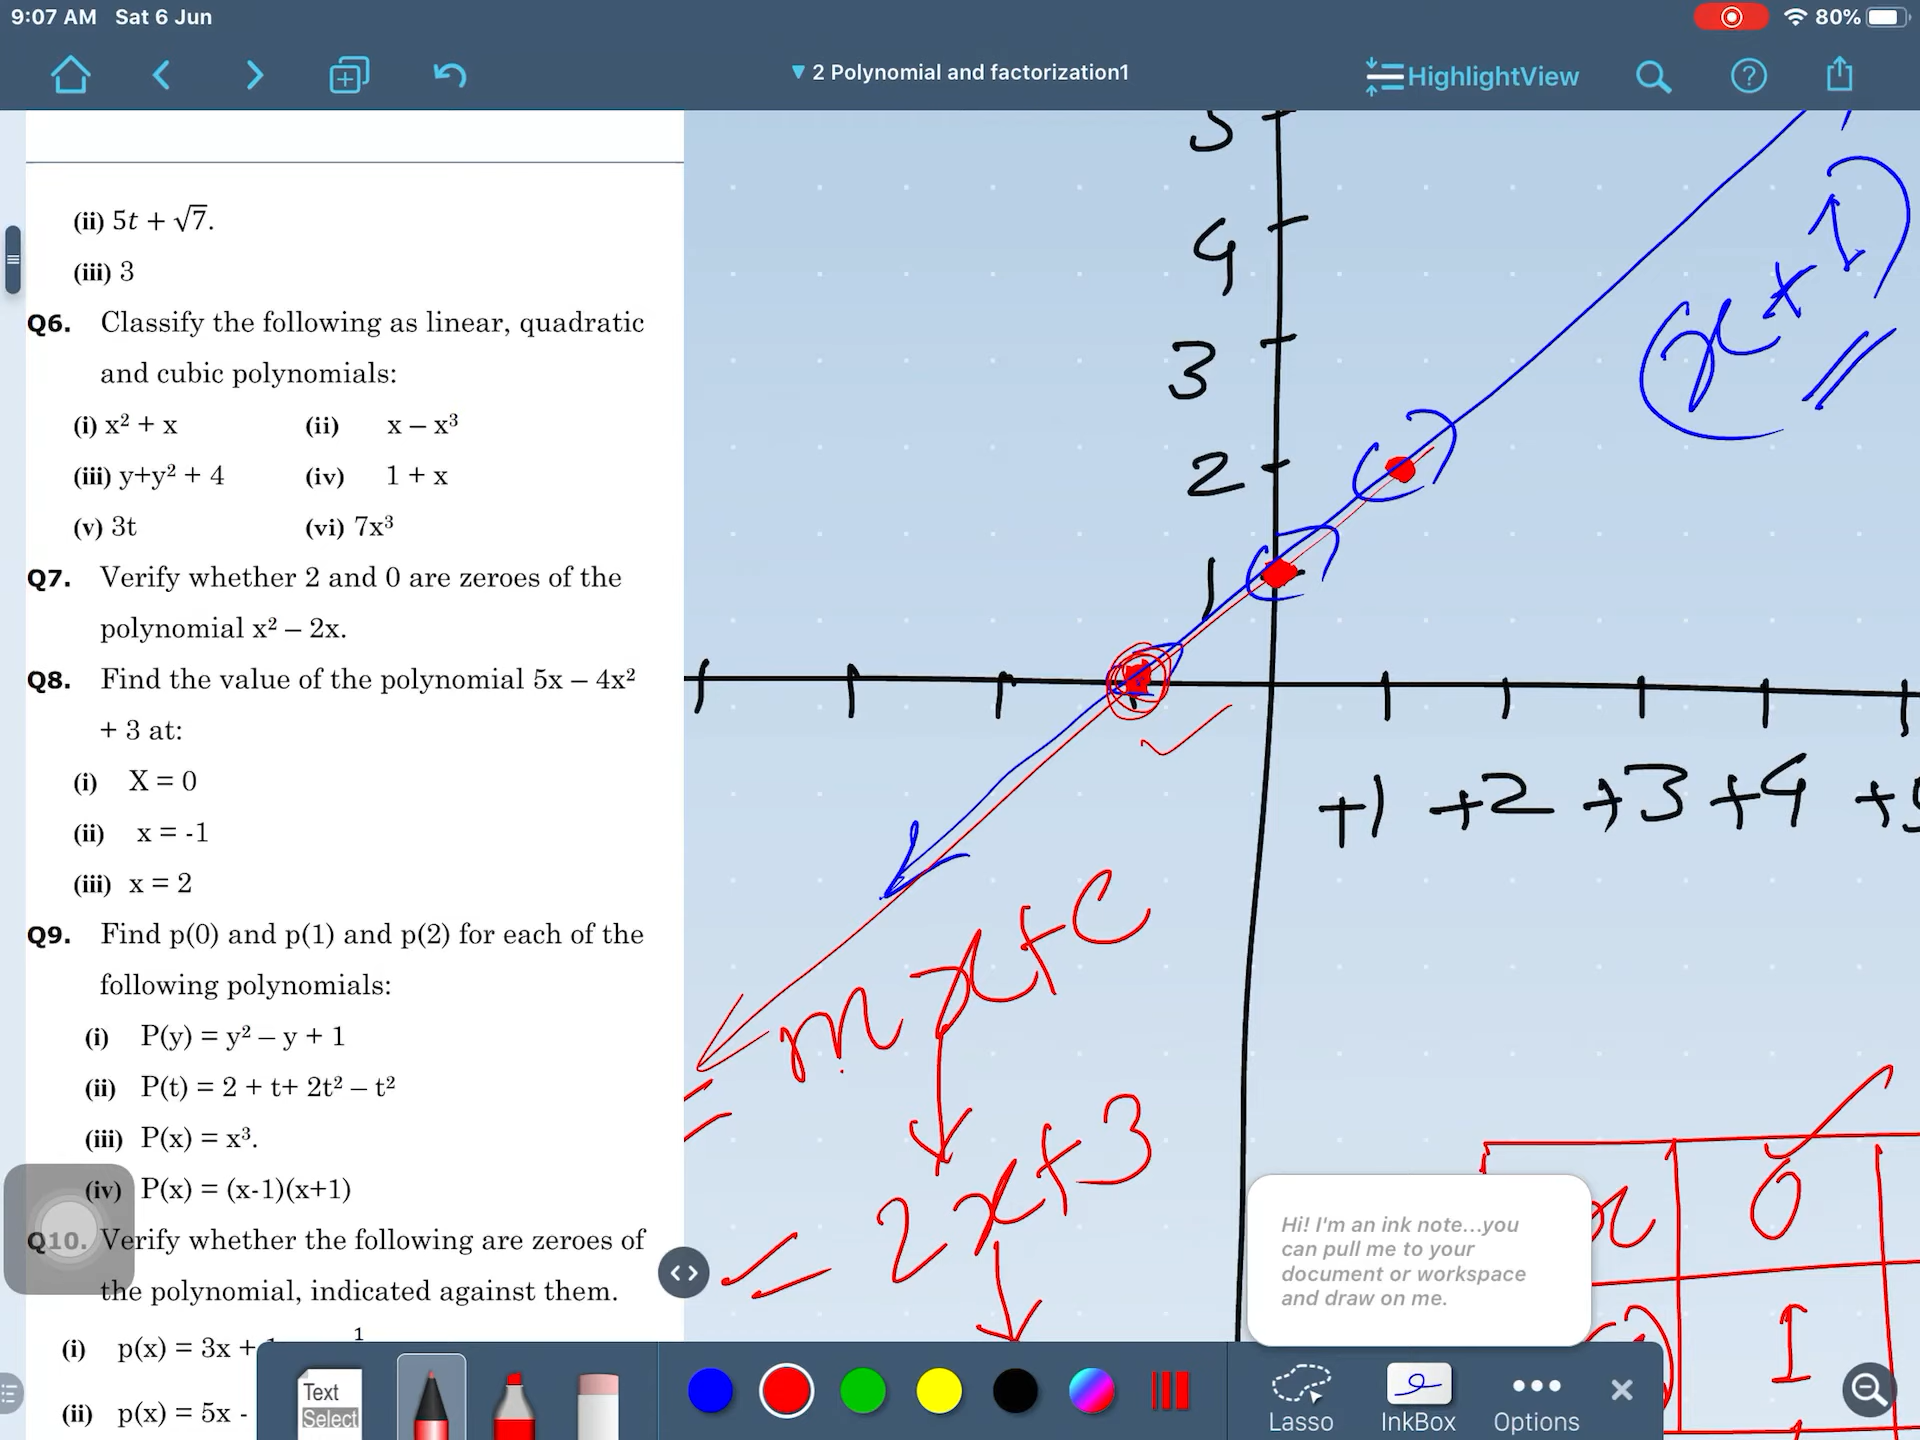 9:07 AM Sat 6 Jun
80%
▼ 2 Polynomial and factorization1
HighlightView
(ii) 5t + √7.
(iii) 3
Q6. Classify the following as linear, quadratic
and cubic polynomials:
(i) x² + x (ii) x – x³
(iii) y+y² + 4 (iv) 1 + x
(v) 3t (vi) 7x³
Q7. Verify whether 2 and 0 are zeroes of the
polynomial x² – 2x.
Q8. Find the value of the polynomial 5x – 4x²
+ 3 at:
(i) X = 0
(ii) x = -1
(iii) x = 2
Q9. Find p(0) and p(1) and p(2) for each of the
following polynomials:
(i) P(y) = y² – y + 1
(ii) P(t) = 2 + t+ 2t² – t²
(iii) P(x) = x³.
(iv) P(x) = (x-1)(x+1)
Q10. Verify whether the following are zeroes of
the polynomial, indicated against them.
(i) p(x) = 3x +
(ii) p(x) = 5x -
5
4
3
2
1
x+1
+1 +2 +3 +4
= mx+c
= 2x+3
x 0
1
Hi! I'm an ink note...you
can pull me to your
document or workspace
and draw on me.
Text
Select
Lasso
InkBox
Options